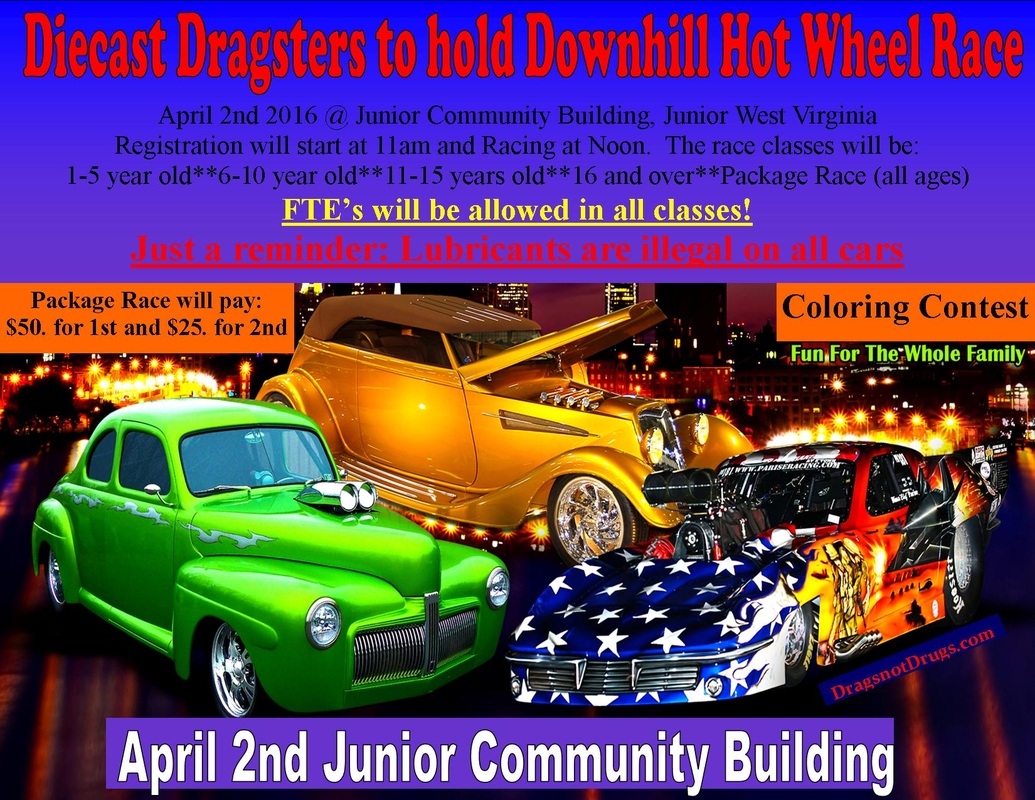 Diecast Dragsters to hold Downhill Hot Wheel Race
April 2nd 2016 @ Junior Community Building, Junior West Virginia
Registration will start at 11am and Racing at Noon.  The race classes will be:
1-5 year old**6-10 year old**11-15 years old**16 and over**Package Race (all ages)
FTE's will be allowed in all classes!
Just a reminder: Lubricants are illegal on all cars
Package Race will pay:
$50. for 1st and $25. for 2nd
Coloring Contest
Fun For The Whole Family
WWW.PARISERACING.COM
DragsnotDrugs.com
April 2nd Junior Community Building